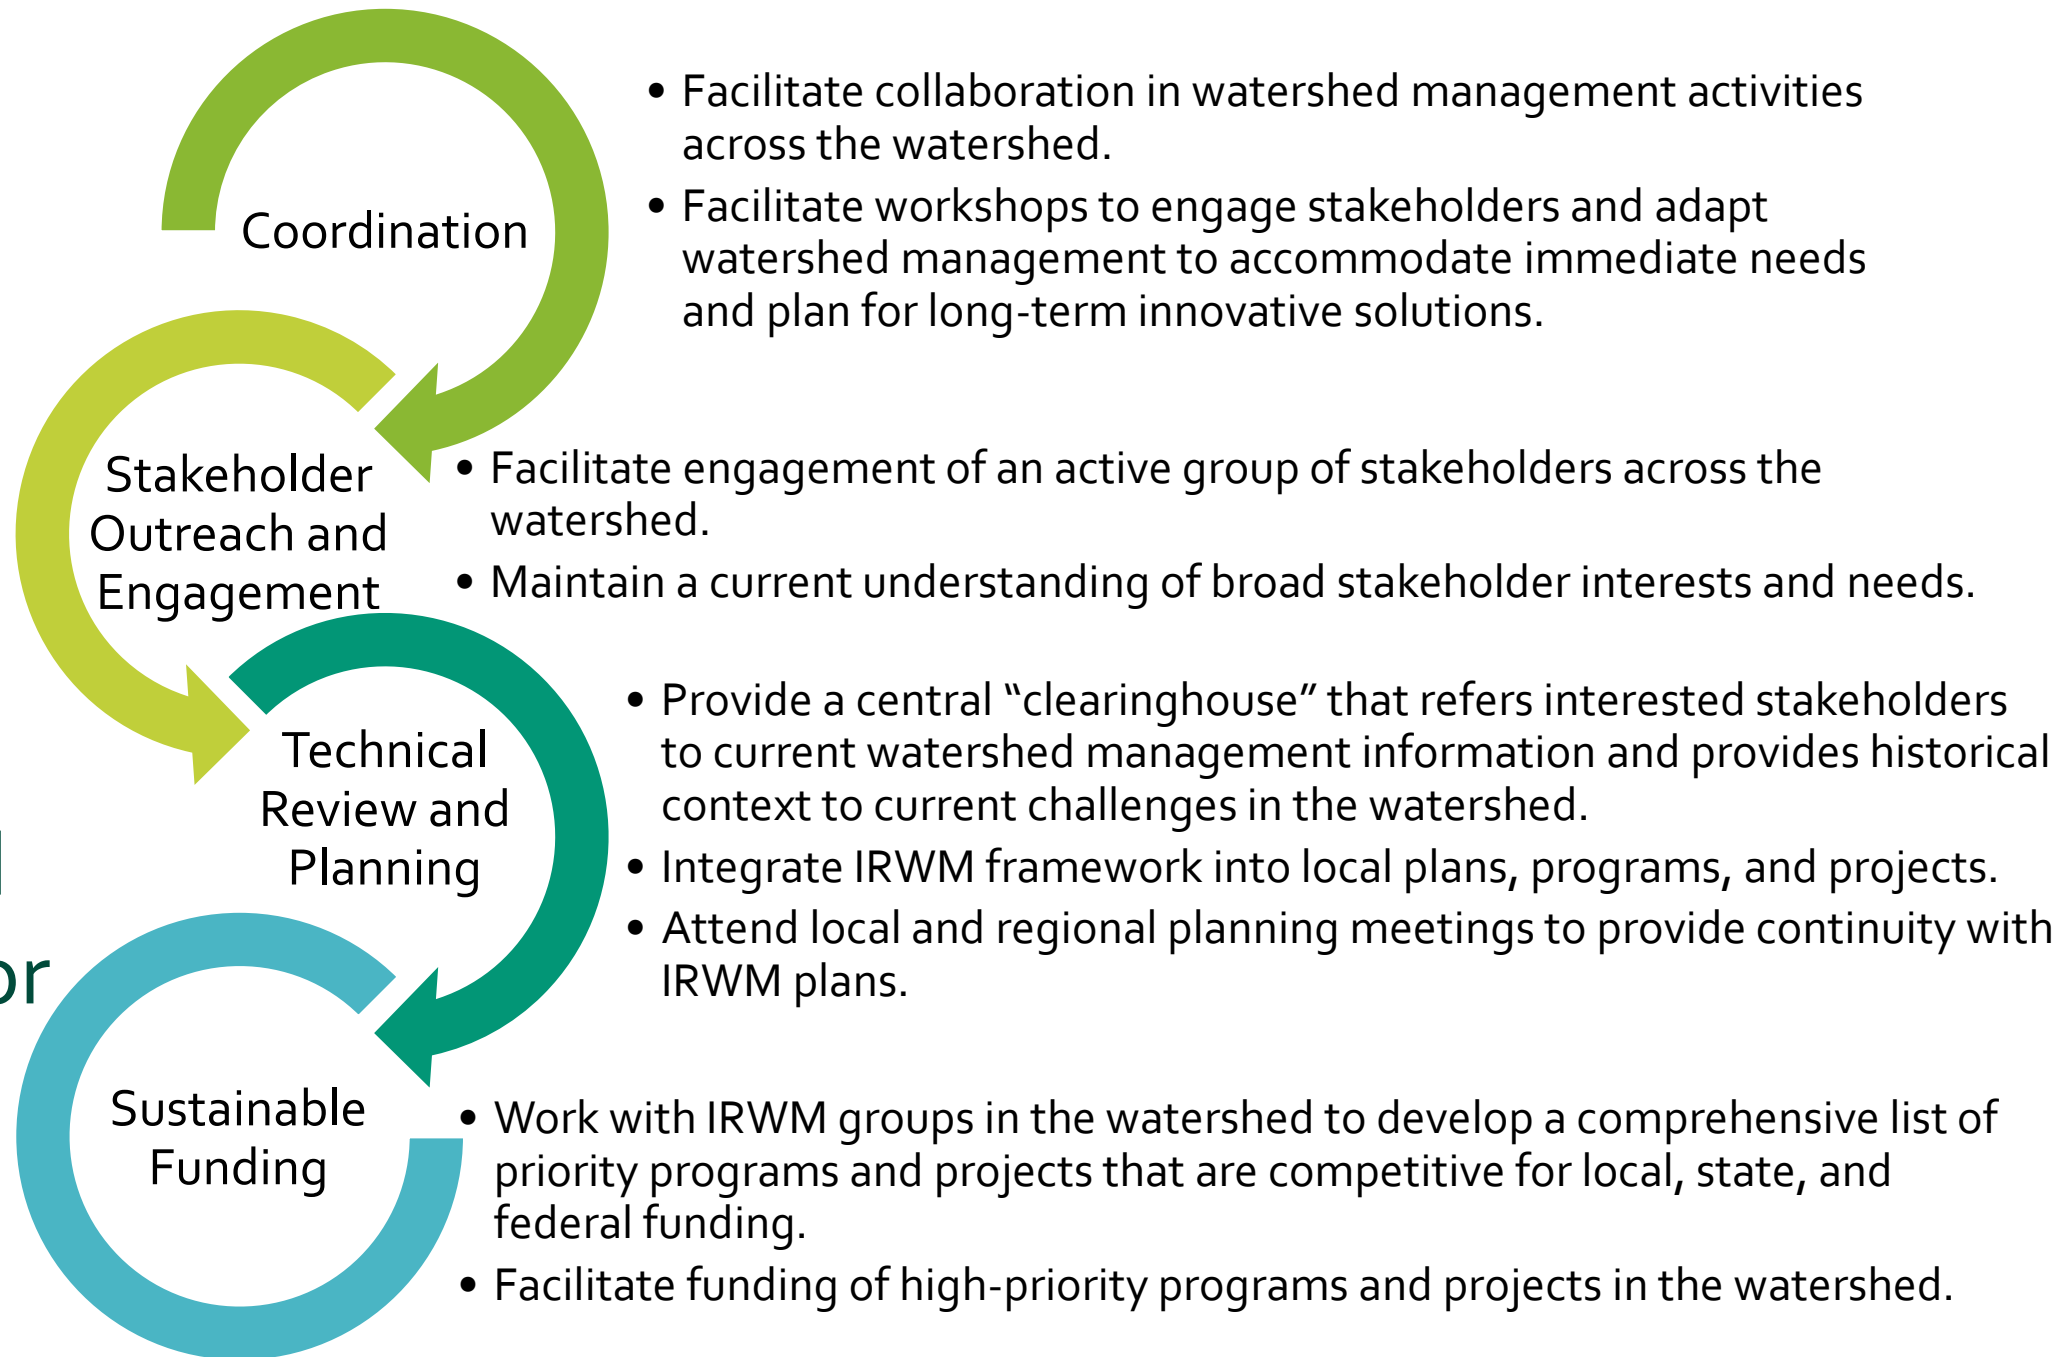 Coordination
• Facilitate collaboration in watershed management activities
across the watershed.
• Facilitate workshops to engage stakeholders and adapt
watershed management to accommodate immediate needs
and plan for long-term innovative solutions.
Stakeholder
Outreach and
Engagement
• Facilitate engagement of an active group of stakeholders across the
watershed.
• Maintain a current understanding of broad stakeholder interests and needs.
Technical
Review and
Planning
• Provide a central “clearinghouse” that refers interested stakeholders
to current watershed management information and provides historical
context to current challenges in the watershed.
• Integrate IRWM framework into local plans, programs, and projects.
• Attend local and regional planning meetings to provide continuity with
IRWM plans.
Sustainable
Funding
• Work with IRWM groups in the watershed to develop a comprehensive list of
priority programs and projects that are competitive for local, state, and
federal funding.
• Facilitate funding of high-priority programs and projects in the watershed.